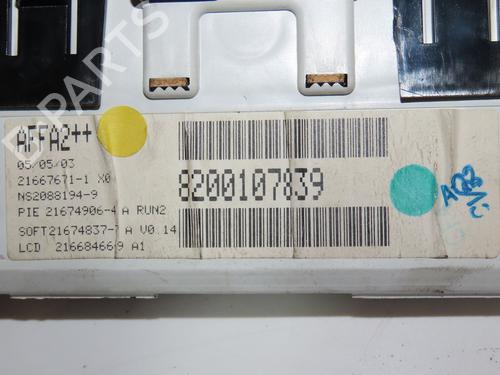 AFFA2++
05/05/03
21667671-1 X0
NS2088194-9
PIE 21674906-4 A RUN2
SOFT21674837-7 A V0.14
LCD 21668466-9 A1
8200107839